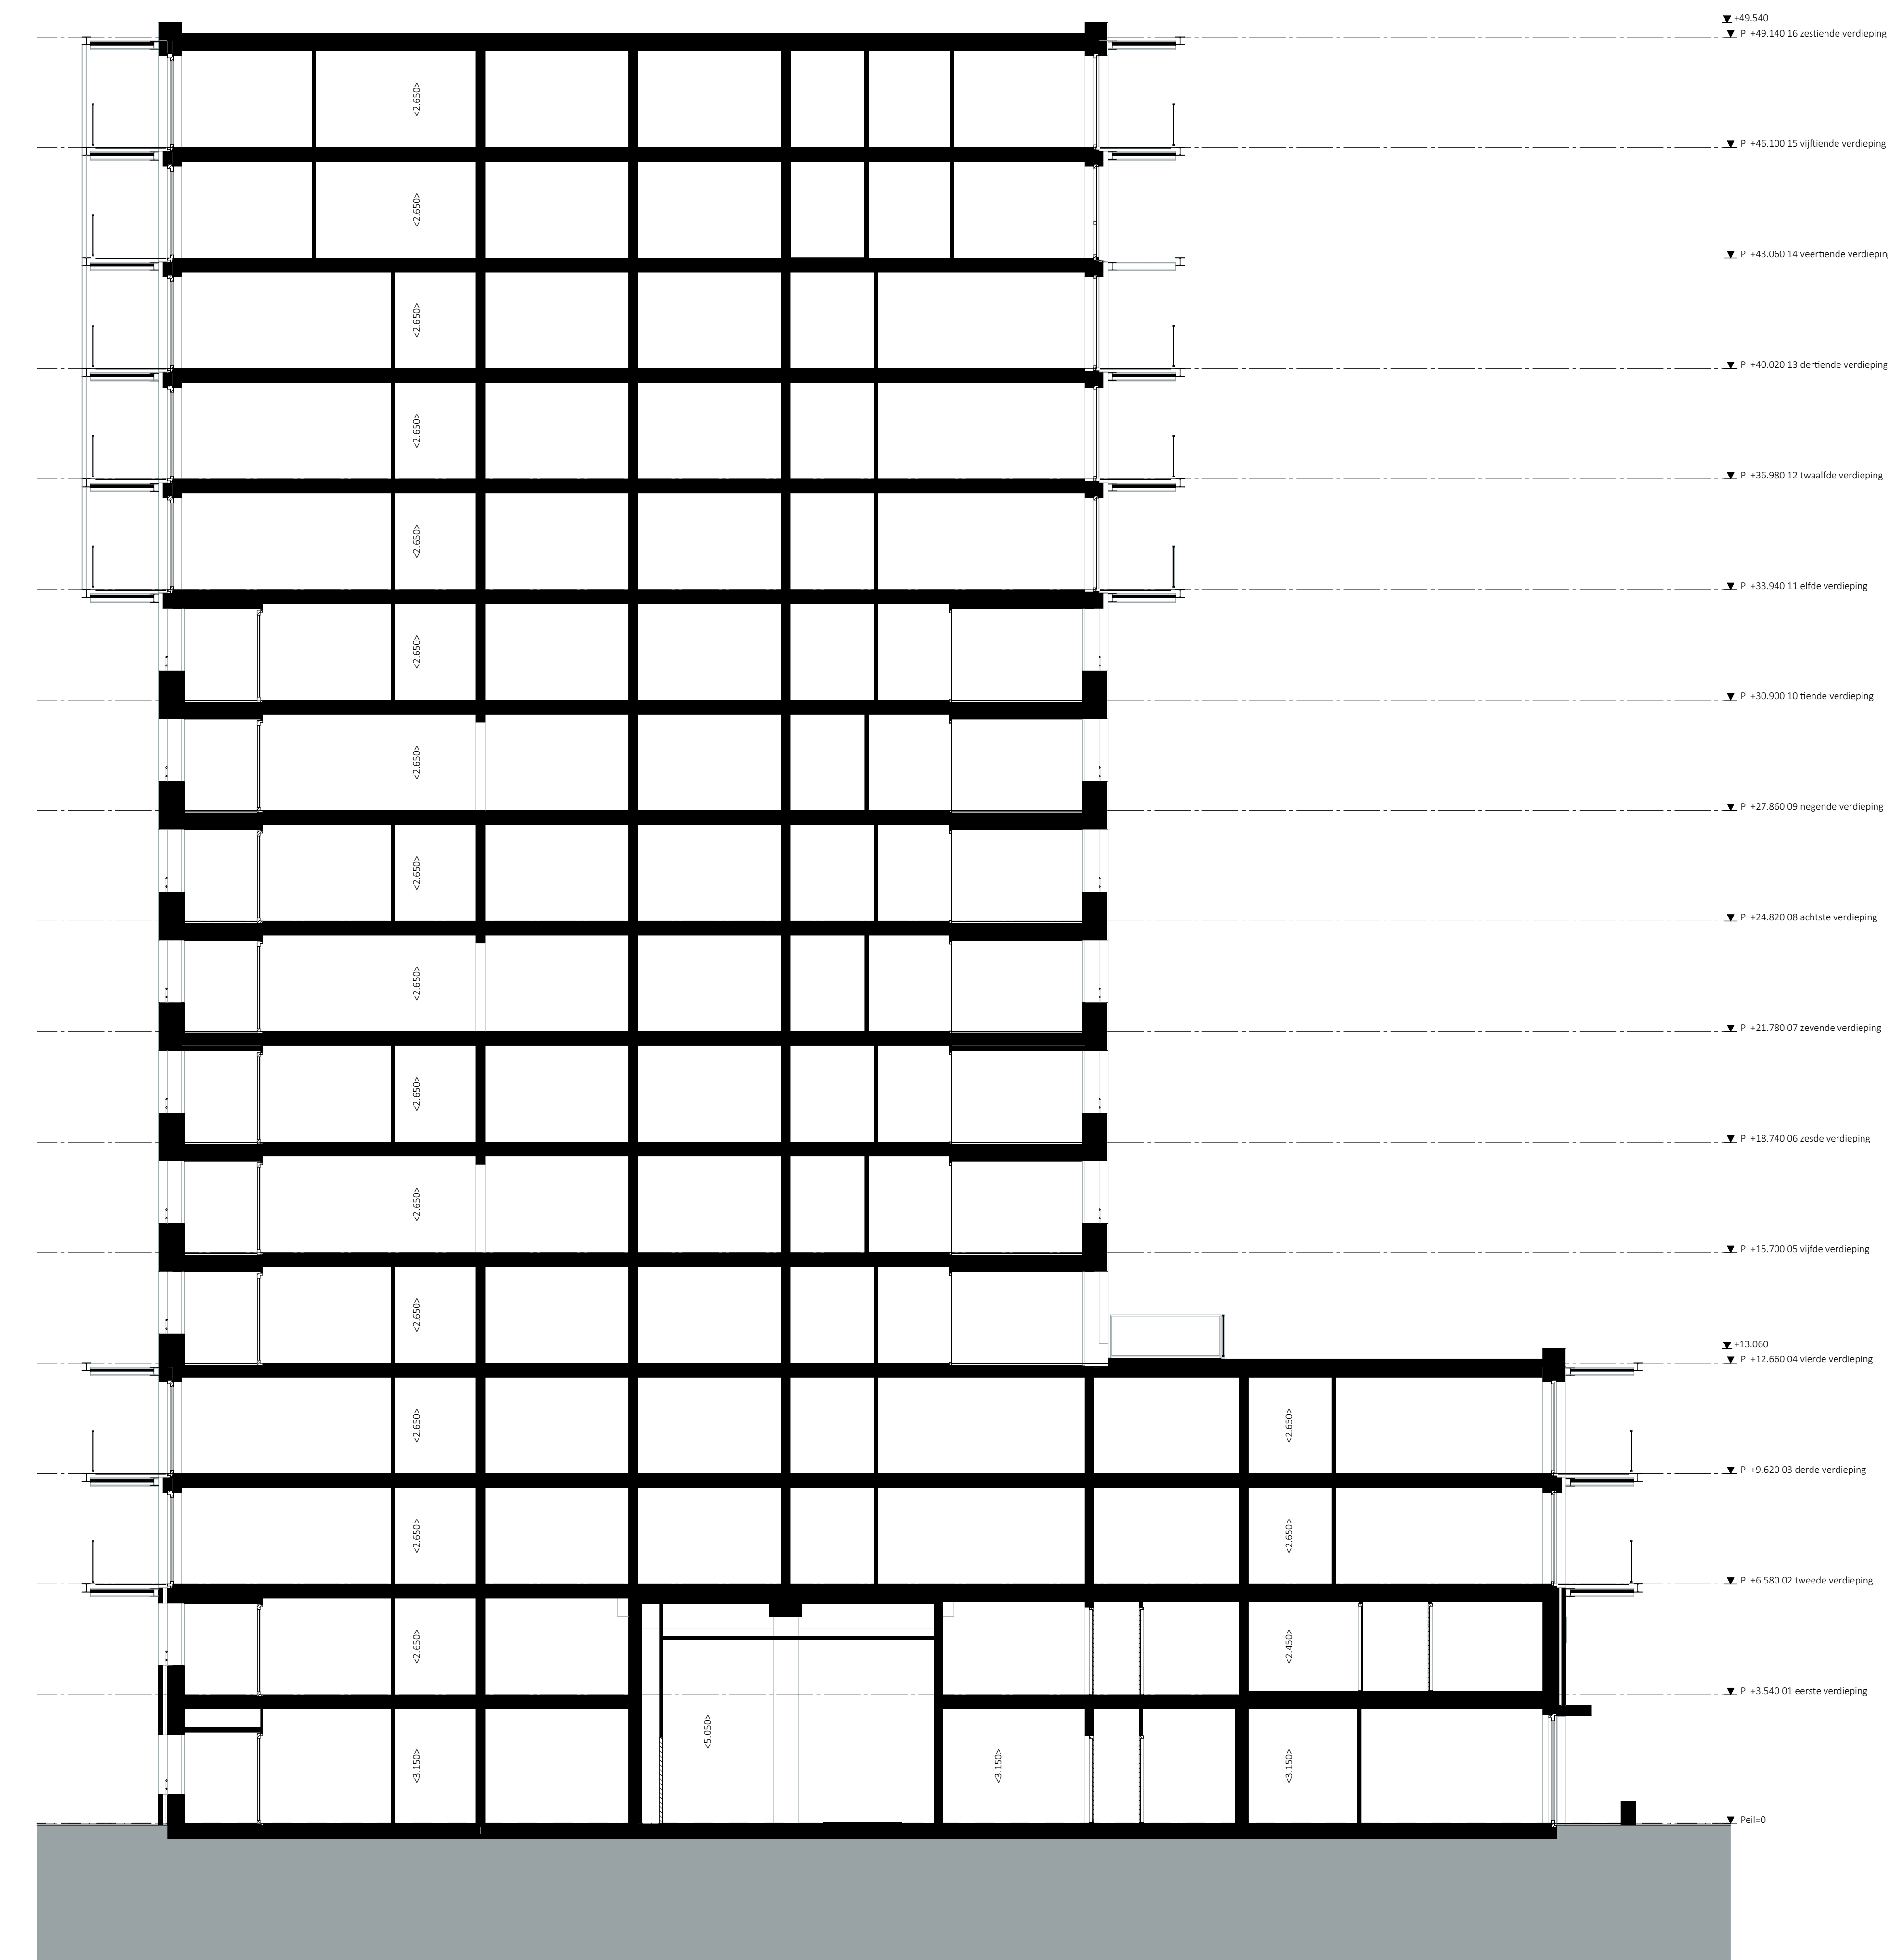 +49.540
P +49.140 16 zestiende verdieping
<2.650>
P +46.100 15 vijftiende verdieping
<2.650>
P +43.060 14 veertiende verdieping
<2.650>
P +40.020 13 dertiende verdieping
<2.650>
P +36.980 12 twaalfde verdieping
<2.650>
P +33.940 11 elfde verdieping
<2.650>
P +30.900 10 tiende verdieping
<2.650>
P +27.860 09 negende verdieping
<2.650>
P +24.820 08 achtste verdieping
<2.650>
P +21.780 07 zevende verdieping
<2.650>
P +18.740 06 zesde verdieping
<2.650>
P +15.700 05 vijfde verdieping
<2.650>
+13.060
P +12.660 04 vierde verdieping
<2.650>
<2.650>
P +9.620 03 derde verdieping
<2.650>
<2.650>
P +6.580 02 tweede verdieping
<2.650>
<2.450>
P +3.540 01 eerste verdieping
<5.050>
<3.150>
<3.150>
<3.150>
Peil=0